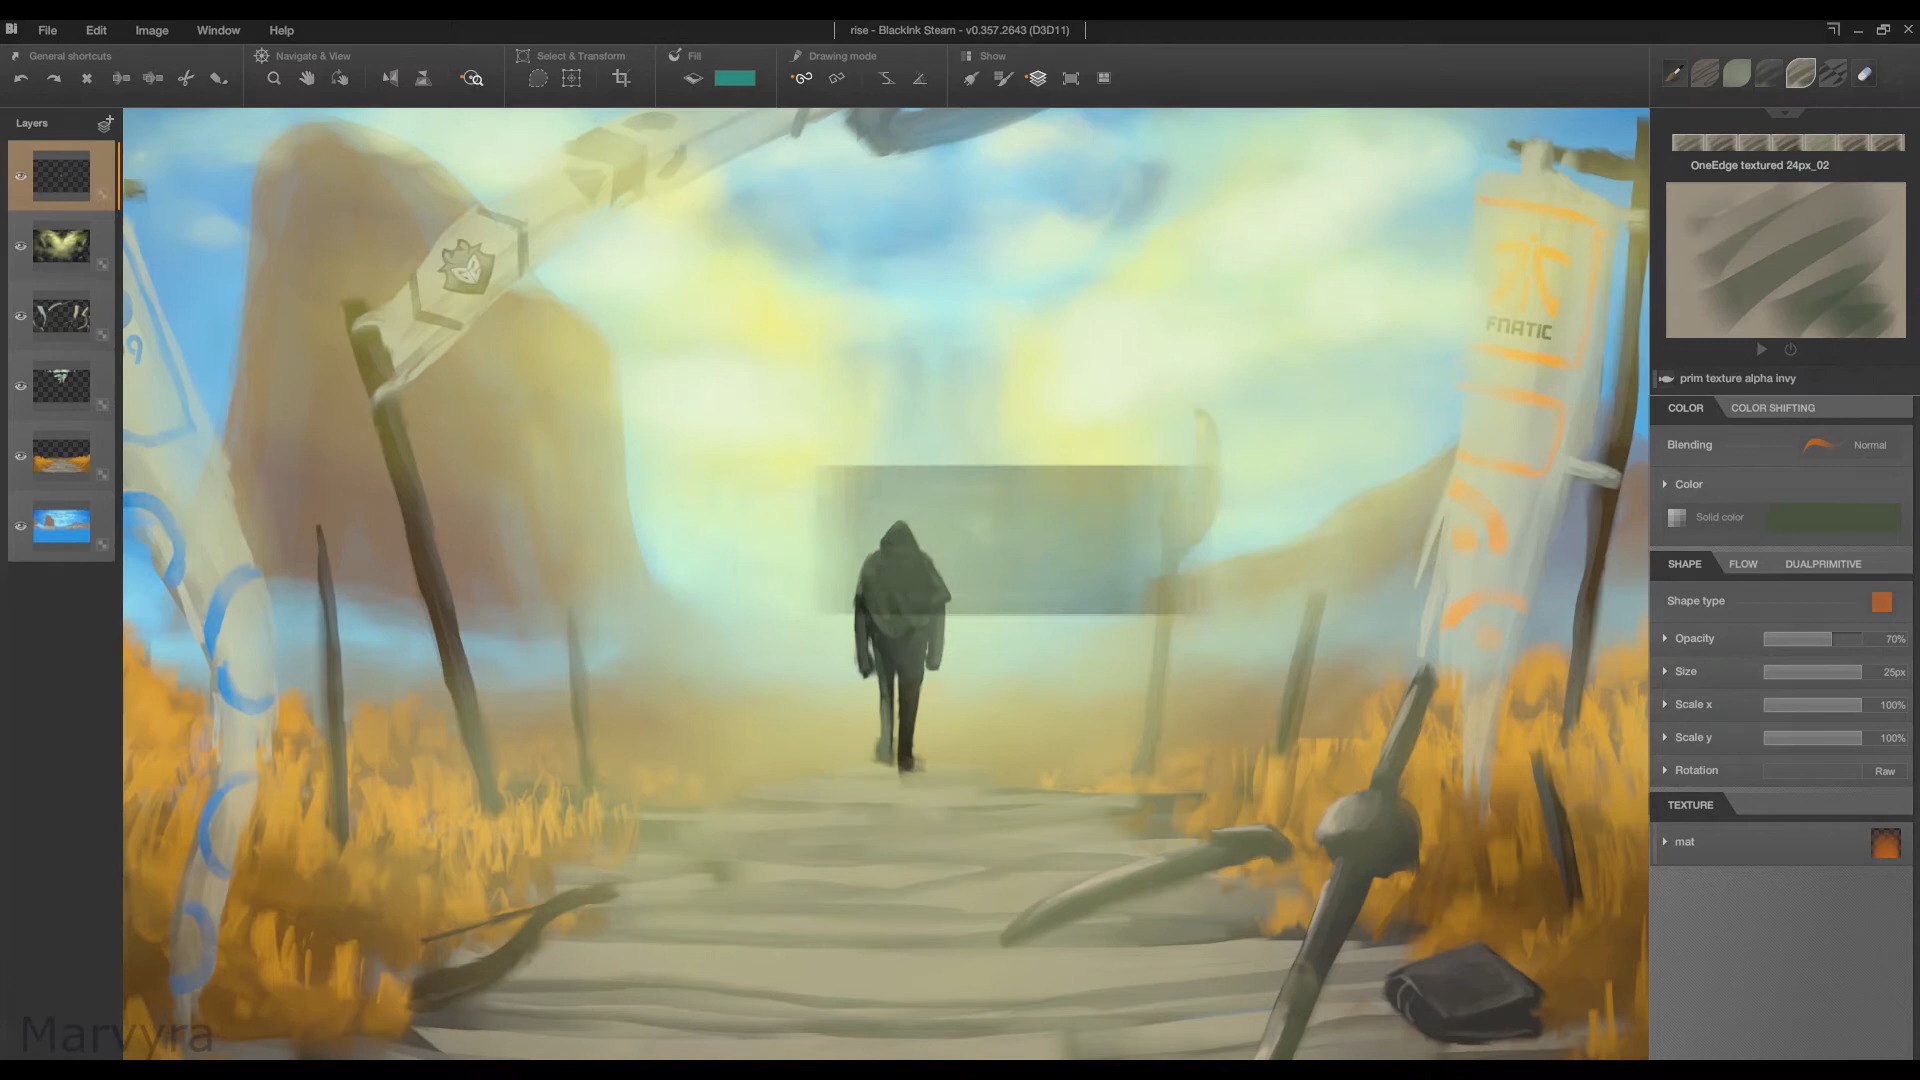 Bi File Edit Image Window Help
rise - BlackInk Steam - v0.357.2643 (D3D11)
General shortcuts
Navigate & View
Select & Transform
Fill
Drawing mode
Show
Layers
OneEdge textured 24px_02
prim texture alpha invy
COLOR COLOR SHIFTING
Blending Normal
Color
Solid color
SHAPE FLOW DUALPRIMITIVE
Shape type
Opacity 70%
Size 25px
Scale x 100%
Scale y 100%
Rotation Raw
TEXTURE
mat
FNATIC
9
Marvyra